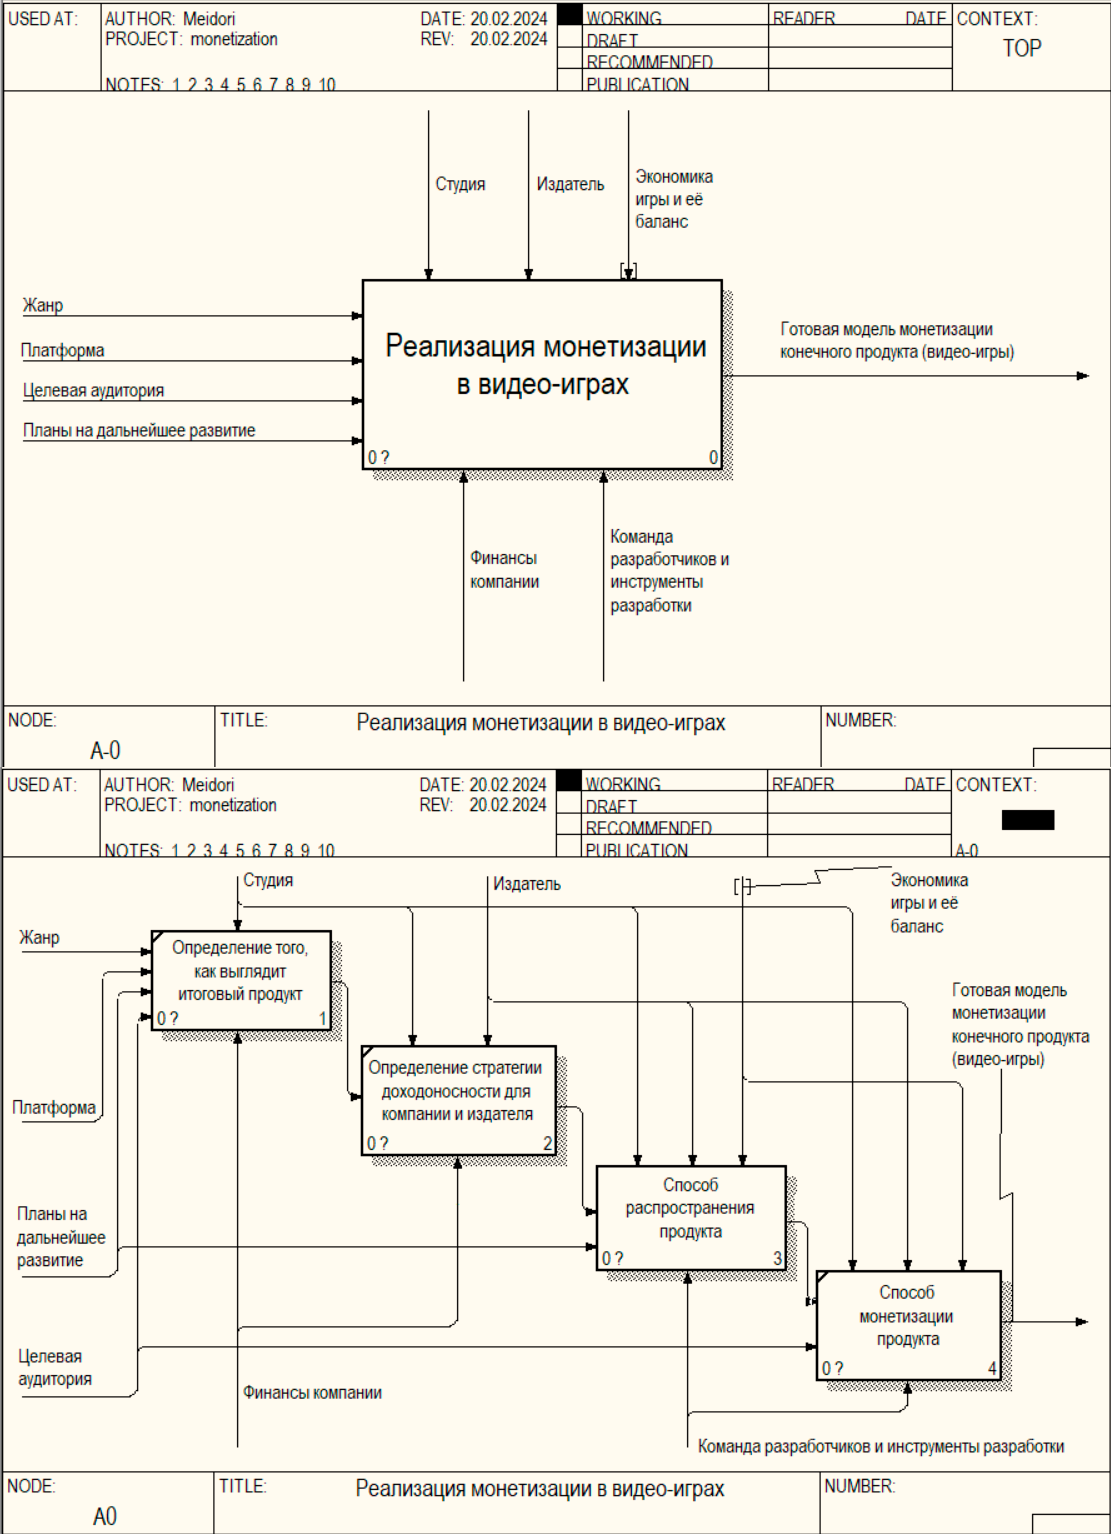 USED AT:
AUTHOR: Meidori
DATE: 20.02.2024
WORKING
READER
DATE
CONTEXT:
PROJECT: monetization
REV: 20.02.2024
DRAFT
TOP
RECOMMENDED
NOTES: 1 2 3 4 5 6 7 8 9 10
PUBLICATION
Студия
Издатель
Экономика
игры и её
баланс
Жанр
Платформа
Целевая аудитория
Планы на дальнейшее развитие
Реализация монетизации
в видео-играх
0 ?
0
Готовая модель монетизации
конечного продукта (видео-игры)
Финансы
компании
Команда
разработчиков и
инструменты
разработки
NODE:
A-0
TITLE:
Реализация монетизации в видео-играх
NUMBER:
USED AT:
AUTHOR: Meidori
DATE: 20.02.2024
WORKING
READER
DATE
CONTEXT:
PROJECT: monetization
REV: 20.02.2024
DRAFT
RECOMMENDED
NOTES: 1 2 3 4 5 6 7 8 9 10
PUBLICATION
A-0
Студия
Издатель
Экономика
игры и её
баланс
Жанр
Определение того,
как выглядит
итоговый продукт
0 ?
1
Готовая модель
монетизации
конечного продукта
(видео-игры)
Определение стратегии
доходоносности для
компании и издателя
0 ?
2
Платформа
Способ
распространения
продукта
0 ?
3
Планы на
дальнейшее
развитие
Способ
монетизации
продукта
0 ?
4
Целевая
аудитория
Финансы компании
Команда разработчиков и инструменты разработки
NODE:
A0
TITLE:
Реализация монетизации в видео-играх
NUMBER: